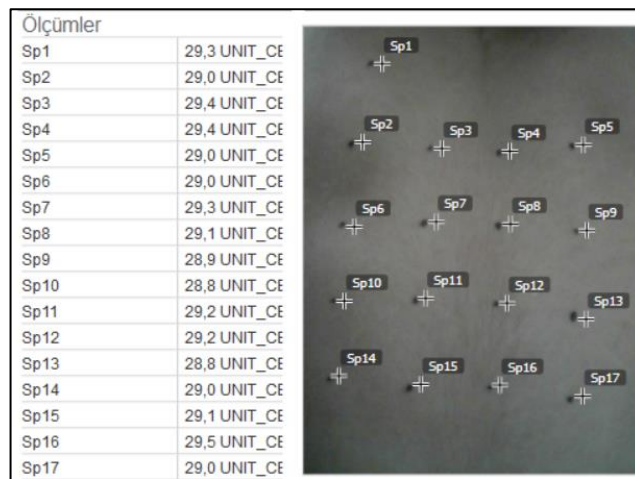 Ölçümler
Sp1 29,3 UNIT_CE
Sp2 29,0 UNIT_CE
Sp3 29,4 UNIT_CE
Sp4 29,4 UNIT_CE
Sp5 29,0 UNIT_CE
Sp6 29,0 UNIT_CE
Sp7 29,3 UNIT_CE
Sp8 29,1 UNIT_CE
Sp9 28,9 UNIT_CE
Sp10 28,8 UNIT_CE
Sp11 29,2 UNIT_CE
Sp12 29,2 UNIT_CE
Sp13 28,8 UNIT_CE
Sp14 29,0 UNIT_CE
Sp15 29,1 UNIT_CE
Sp16 29,5 UNIT_CE
Sp17 29,0 UNIT_CE
Sp1
Sp2 Sp3 Sp4 Sp5
Sp6 Sp7 Sp8 Sp9
Sp10 Sp11 Sp12 Sp13
Sp14 Sp15 Sp16 Sp17